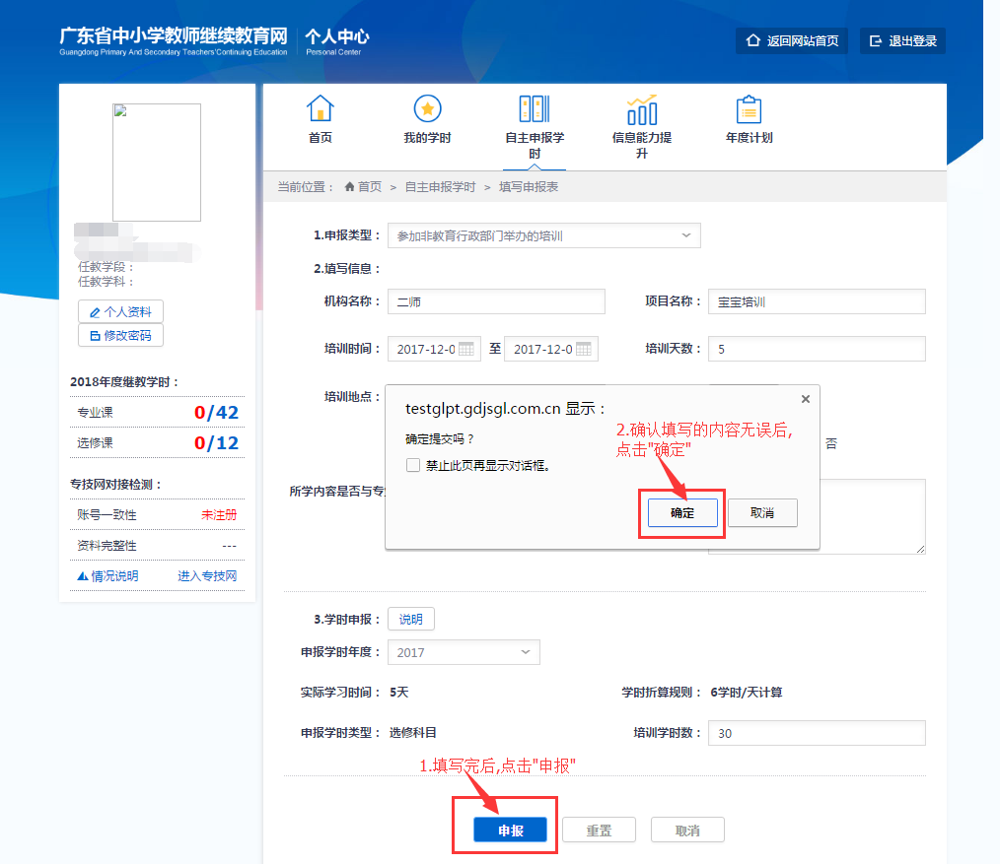 广东省中小学教师继续教育网 个人中心
Guangdong Primary And Secondary Teachers'Continuing Education Personal Center
返回网站首页 退出登录
首页 我的学时 自主申报学时 信息能力提升 年度计划
当前位置： 首页 > 自主申报学时 > 填写申报表
任教学段：
任教学科：
个人资料
修改密码
2018年度继教学时：
专业课 0/42
选修课 0/12
专技网对接检测：
账号一致性 未注册
资料完整性 ---
情况说明 进入专技网
1.申报类型： 参加非教育行政部门举办的培训
2.填写信息：
机构名称： 二师 项目名称： 宝宝培训
培训时间： 2017-12-0 至 2017-12-0 培训天数： 5
培训地点：
testglpt.gdjsgl.com.cn 显示：
确定提交吗？
禁止此页再显示对话框。
2.确认填写的内容无误后,
点击"确定"
否
所学内容是否与专
确定 取消
3.学时申报： 说明
申报学时年度： 2017
实际学习时间： 5天 学时折算规则： 6学时/天计算
申报学时类型： 选修科目 培训学时数： 30
1.填写完后,点击"申报"
申报 重置 取消